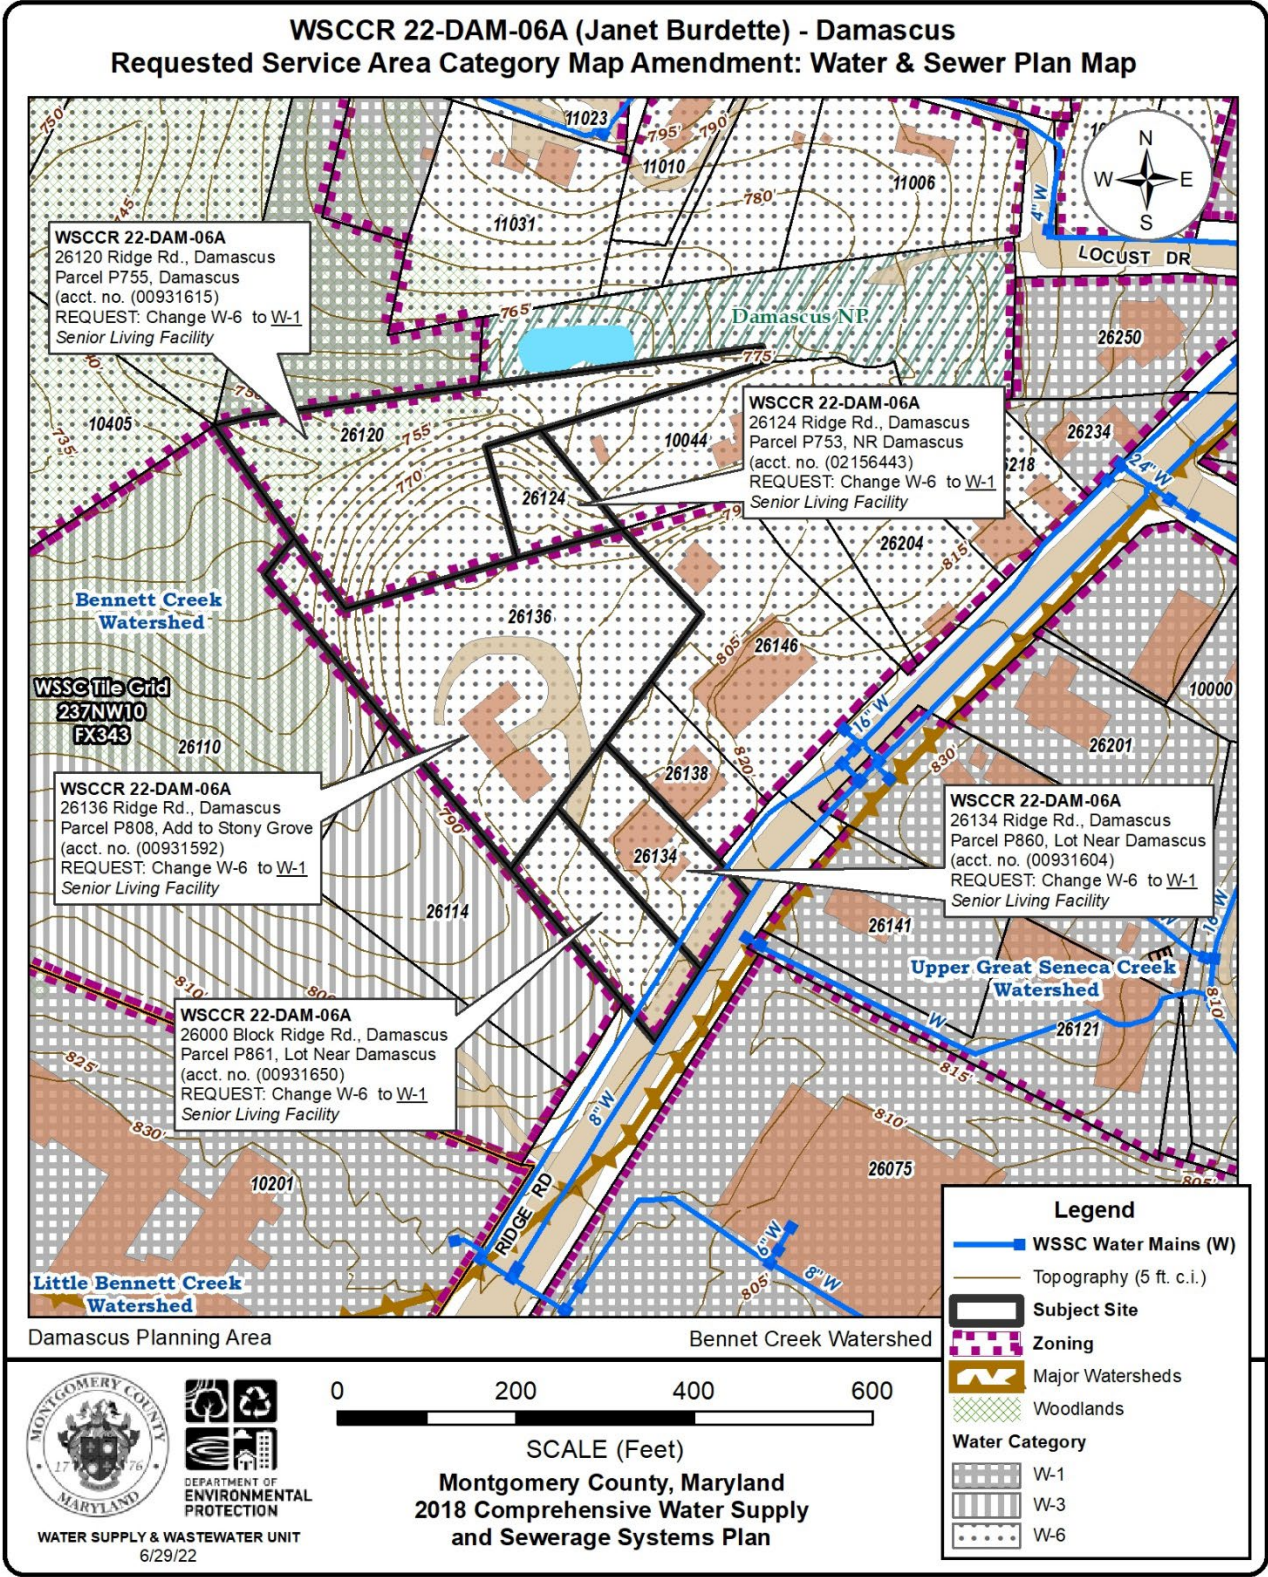 WSCCR 22-DAM-06A (Janet Burdette) - Damascus
Requested Service Area Category Map Amendment: Water & Sewer Plan Map
750'
11023
795'
790'
11010
11006
780'
11031
745'
4" W
N
W
E
S
LOCUST DR
WSCCR 22-DAM-06A
26120 Ridge Rd., Damascus
Parcel P755, Damascus
(acct. no. (00931615)
REQUEST: Change W-6 to W-1
Senior Living Facility
765'
Damascus NP
775'
26250
10405
735'
26120
755'
770'
10044
26234
24" W
26124
WSCCR 22-DAM-06A
26124 Ridge Rd., Damascus
Parcel P753, NR Damascus
(acct. no. (02156443)
REQUEST: Change W-6 to W-1
Senior Living Facility
26204
815'
Bennett Creek
Watershed
26136
26146
805'
WSSC Tile Grid
237NW10
FX343
26110
10000
16" W
26201
820'
830'
26138
WSCCR 22-DAM-06A
26136 Ridge Rd., Damascus
Parcel P808, Add to Stony Grove
(acct. no. (00931592)
REQUEST: Change W-6 to W-1
Senior Living Facility
790'
26134
WSCCR 22-DAM-06A
26134 Ridge Rd., Damascus
Parcel P860, Lot Near Damascus
(acct. no. (00931604)
REQUEST: Change W-6 to W-1
Senior Living Facility
26114
26141
16" W
Upper Great Seneca Creek
Watershed
810'
W
26121
815'
810'
WSCCR 22-DAM-06A
26000 Block Ridge Rd., Damascus
Parcel P861, Lot Near Damascus
(acct. no. (00931650)
REQUEST: Change W-6 to W-1
Senior Living Facility
825'
830'
8" W
810'
26075
805'
10201
RIDGE RD
6" W
8" W
805'
Little Bennett Creek
Watershed
Damascus Planning Area
Bennet Creek Watershed
Legend
WSSC Water Mains (W)
Topography (5 ft. c.i.)
Subject Site
Zoning
Major Watersheds
Woodlands
Water Category
W-1
W-3
W-6
MONTGOMERY COUNTY
17 76
MARYLAND
DEPARTMENT OF
ENVIRONMENTAL
PROTECTION
WATER SUPPLY & WASTEWATER UNIT
6/29/22
0 200 400 600
SCALE (Feet)
Montgomery County, Maryland
2018 Comprehensive Water Supply
and Sewerage Systems Plan